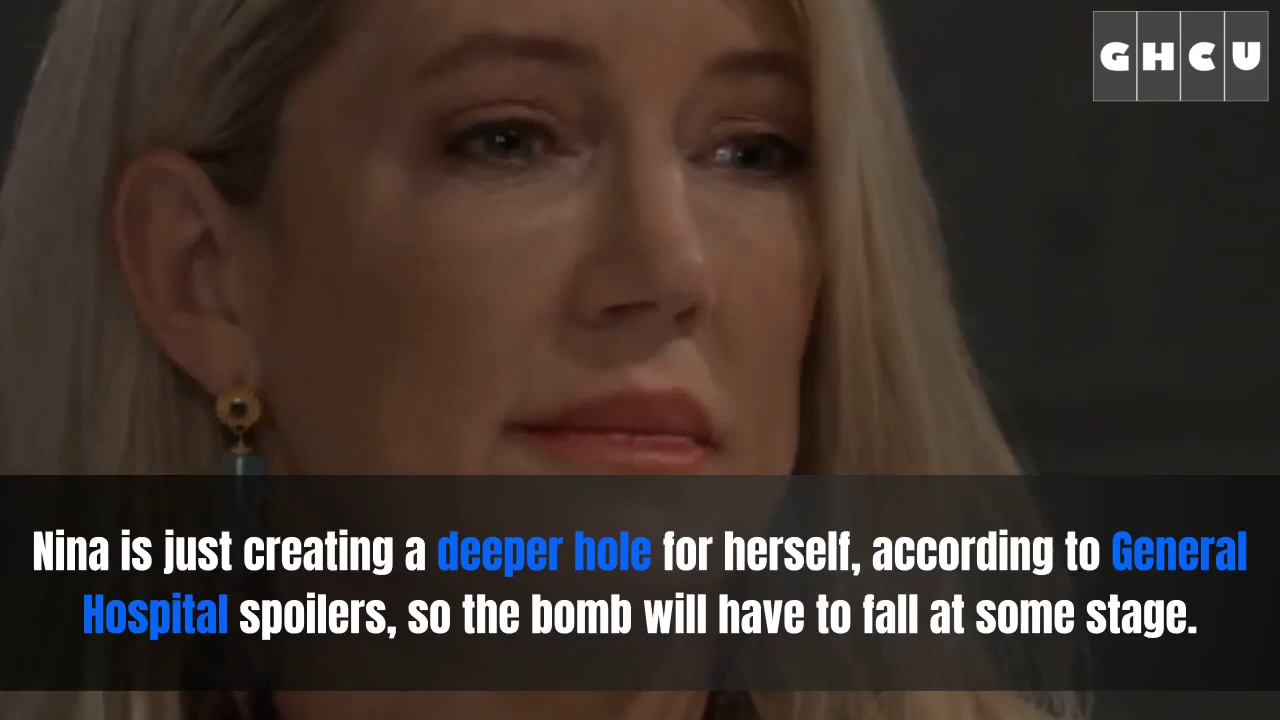 GHCU
Nina is just creating a deeper hole for herself, according to General
Hospital spoilers, so the bomb will have to fall at some stage.